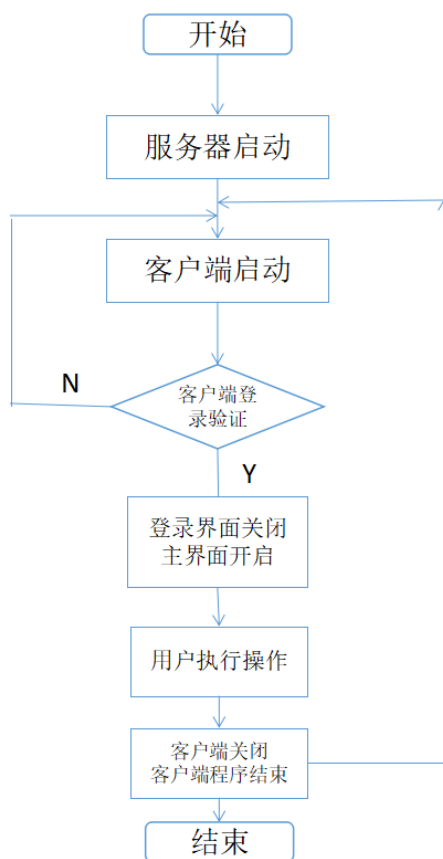 开始
服务器启动
客户端启动
N
客户端登
录验证
Y
登录界面关闭
主界面开启
用户执行操作
客户端关闭
客户端程序结束
结束